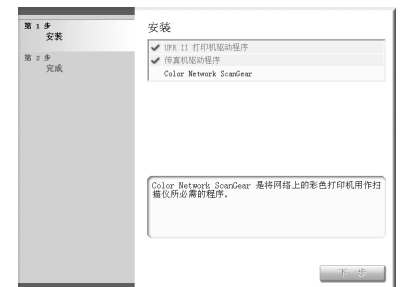 第 1 步
安装
第 2 步
完成
安装
UFR II 打印机驱动程序
传真机驱动程序
Color Network ScanGear
Color Network ScanGear 是将网络上的彩色打印机用作扫
描仪所必需的程序。
下一步